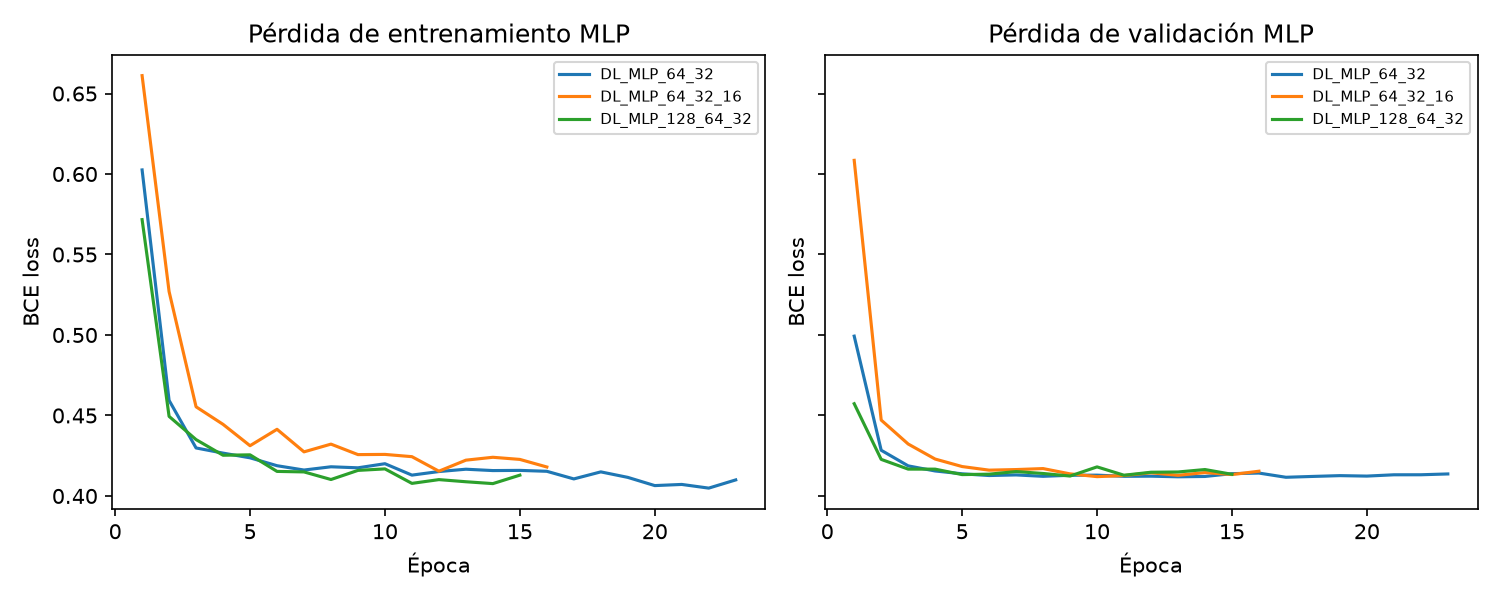 Pérdida de entrenamiento MLP
BCE loss
0.65
0.60
0.55
0.50
0.45
0.40
DL_MLP_64_32
DL_MLP_64_32_16
DL_MLP_128_64_32
0 5 10 15 20
Época
Pérdida de validación MLP
BCE loss
DL_MLP_64_32
DL_MLP_64_32_16
DL_MLP_128_64_32
0 5 10 15 20
Época